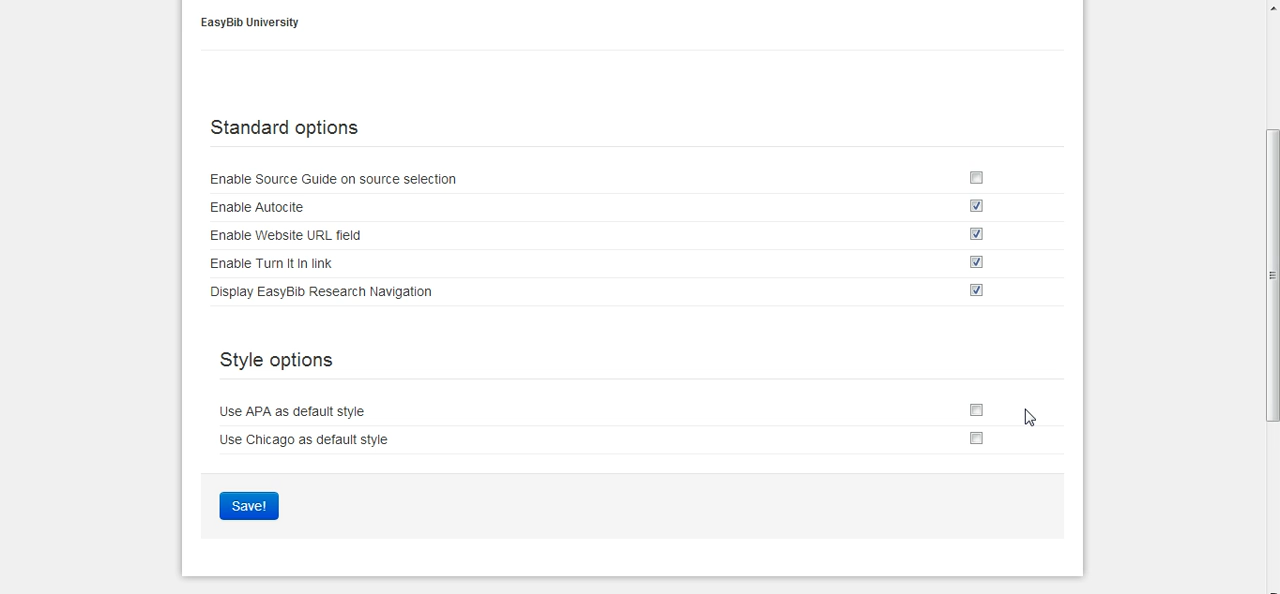 EasyBib University
Standard options
Enable Source Guide on source selection
Enable Autocite
Enable Website URL field
Enable Turn It In link
Display EasyBib Research Navigation
Style options
Use APA as default style
Use Chicago as default style
Save!